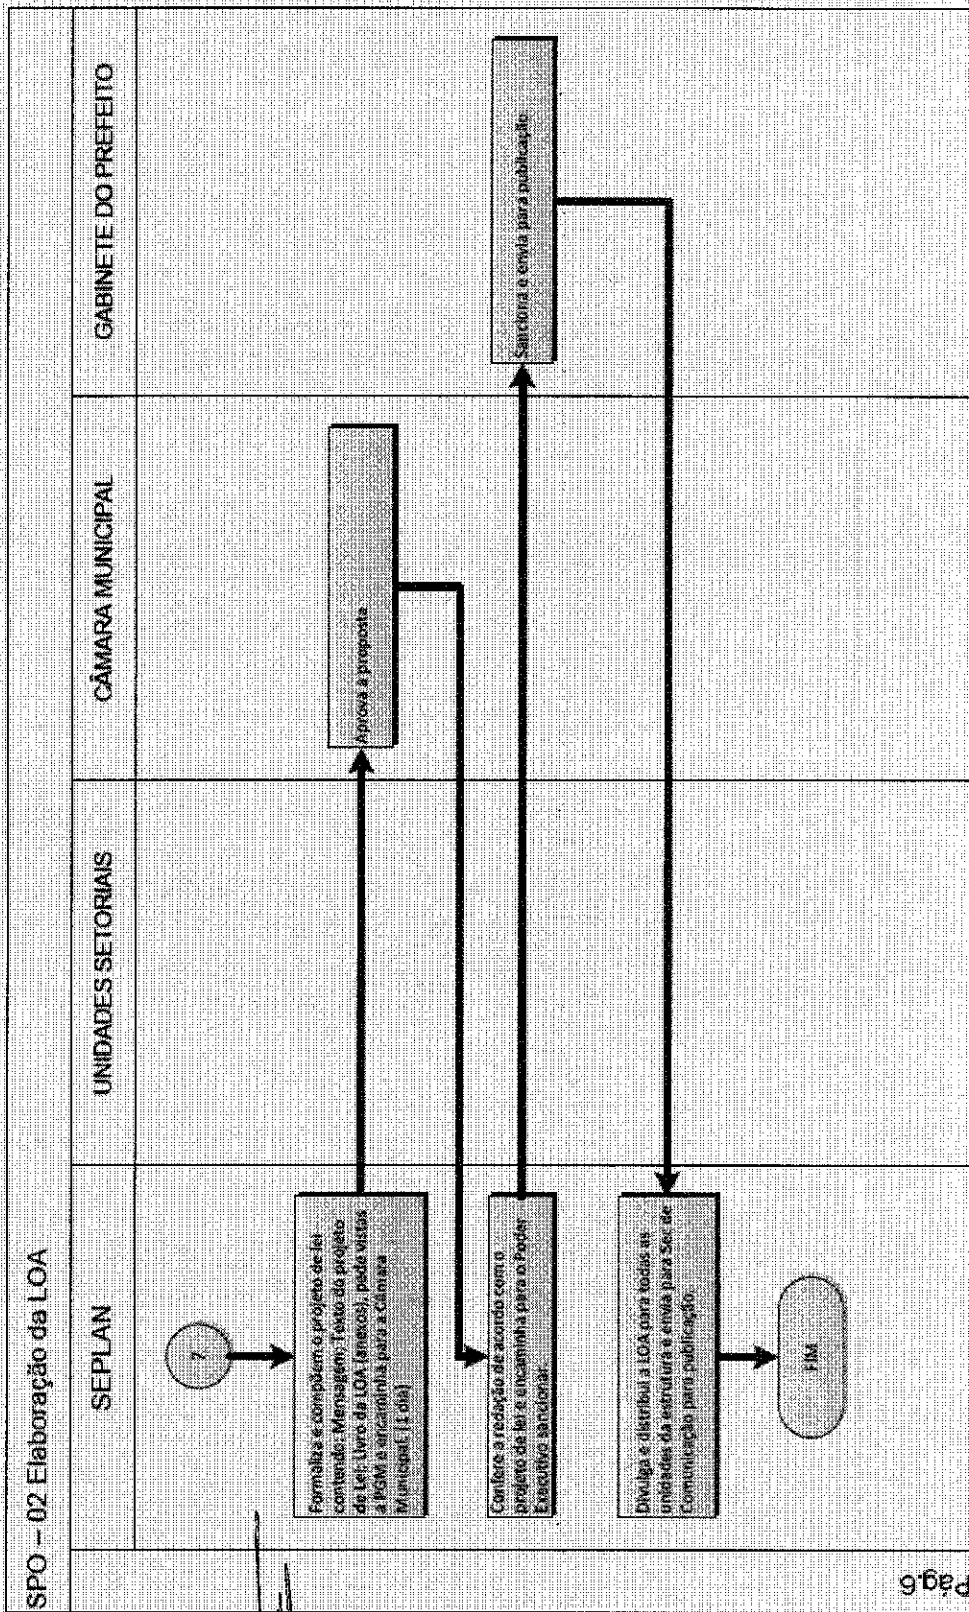 SPO – 02 Elaboração da LOA
SEPLAN
UNIDADES SETORIAIS
CÂMARA MUNICIPAL
GABINETE DO PREFEITO
Formaliza e compõem o projeto de lei
contendo: Mensagem; Texto do projeto
de Lei; Livro da LOA (anexos), pede vistas
a PGM e encaminha para a Câmara
Municipal. [1 dia]
Aprova a proposta
Confere a redação de acordo com o
projeto de lei e encaminha para o Poder
Executivo sancionar.
Sanciona e envia para publicação
Divulga e distribui a LOA para todas as
unidades da estrutura e envia para Sec de
Comunicação para publicação.
FIM
Pág.6